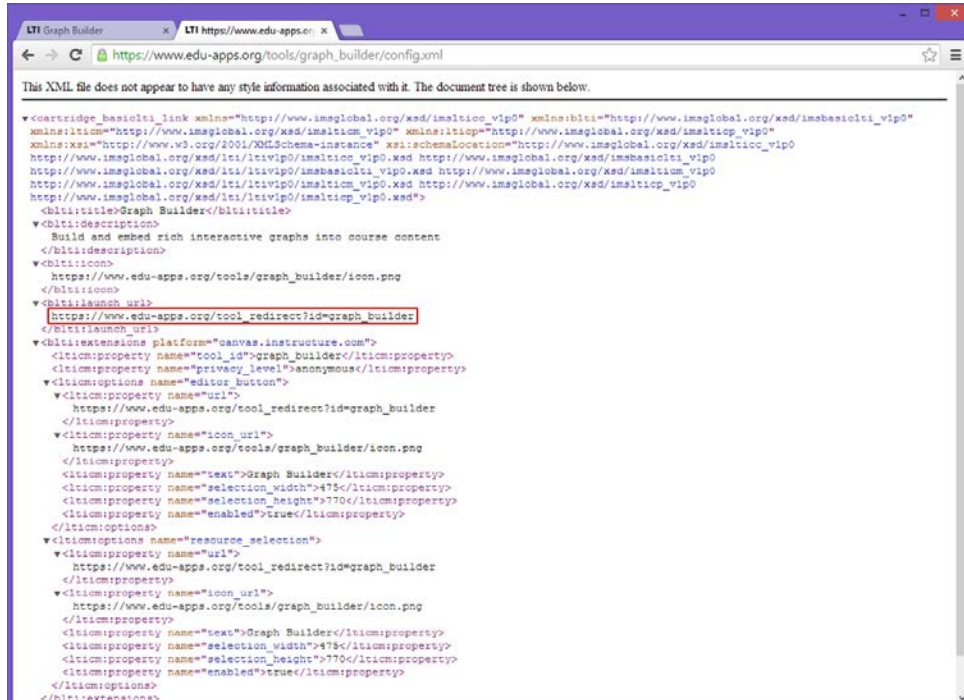 LTI Graph Builder
LTI https://www.edu-apps.or
https://www.edu-apps.org/tools/graph_builder/config.xml
This XML file does not appear to have any style information associated with it. The document tree is shown below.
▼<cartridge_basiclti_link xmlns="http://www.imsglobal.org/xsd/imslticc_v1p0" xmlns:blti="http://www.imsglobal.org/xsd/imsbasiclti_v1p0"
xmlns:lticm="http://www.imsglobal.org/xsd/imslticm_v1p0" xmlns:lticp="http://www.imsglobal.org/xsd/imslticp_v1p0"
xmlns:xsi="http://www.w3.org/2001/XMLSchema-instance" xsi:schemaLocation="http://www.imsglobal.org/xsd/imslticc_v1p0
http://www.imsglobal.org/xsd/lti/ltiv1p0/imslticc_v1p0.xsd http://www.imsglobal.org/xsd/imsbasiclti_v1p0
http://www.imsglobal.org/xsd/lti/ltiv1p0/imsbasiclti_v1p0.xsd http://www.imsglobal.org/xsd/imslticm_v1p0
http://www.imsglobal.org/xsd/lti/ltiv1p0/imslticm_v1p0.xsd http://www.imsglobal.org/xsd/imslticp_v1p0
http://www.imsglobal.org/xsd/lti/ltiv1p0/imslticp_v1p0.xsd">
<blti:title>Graph Builder</blti:title>
▼<blti:description>
Build and embed rich interactive graphs into course content
</blti:description>
▼<blti:icon>
https://www.edu-apps.org/tools/graph_builder/icon.png
</blti:icon>
▼<blti:launch_url>
https://www.edu-apps.org/tool_redirect?id=graph_builder
</blti:launch_url>
▼<blti:extensions platform="canvas.instructure.com">
<lticm:property name="tool_id">graph_builder</lticm:property>
<lticm:property name="privacy_level">anonymous</lticm:property>
▼<lticm:options name="editor_button">
▼<lticm:property name="url">
https://www.edu-apps.org/tool_redirect?id=graph_builder
</lticm:property>
▼<lticm:property name="icon_url">
https://www.edu-apps.org/tools/graph_builder/icon.png
</lticm:property>
<lticm:property name="text">Graph Builder</lticm:property>
<lticm:property name="selection_width">475</lticm:property>
<lticm:property name="selection_height">770</lticm:property>
<lticm:property name="enabled">true</lticm:property>
</lticm:options>
▼<lticm:options name="resource_selection">
▼<lticm:property name="url">
https://www.edu-apps.org/tool_redirect?id=graph_builder
</lticm:property>
▼<lticm:property name="icon_url">
https://www.edu-apps.org/tools/graph_builder/icon.png
</lticm:property>
<lticm:property name="text">Graph Builder</lticm:property>
<lticm:property name="selection_width">475</lticm:property>
<lticm:property name="selection_height">770</lticm:property>
<lticm:property name="enabled">true</lticm:property>
</lticm:options>
</blti:extensions>